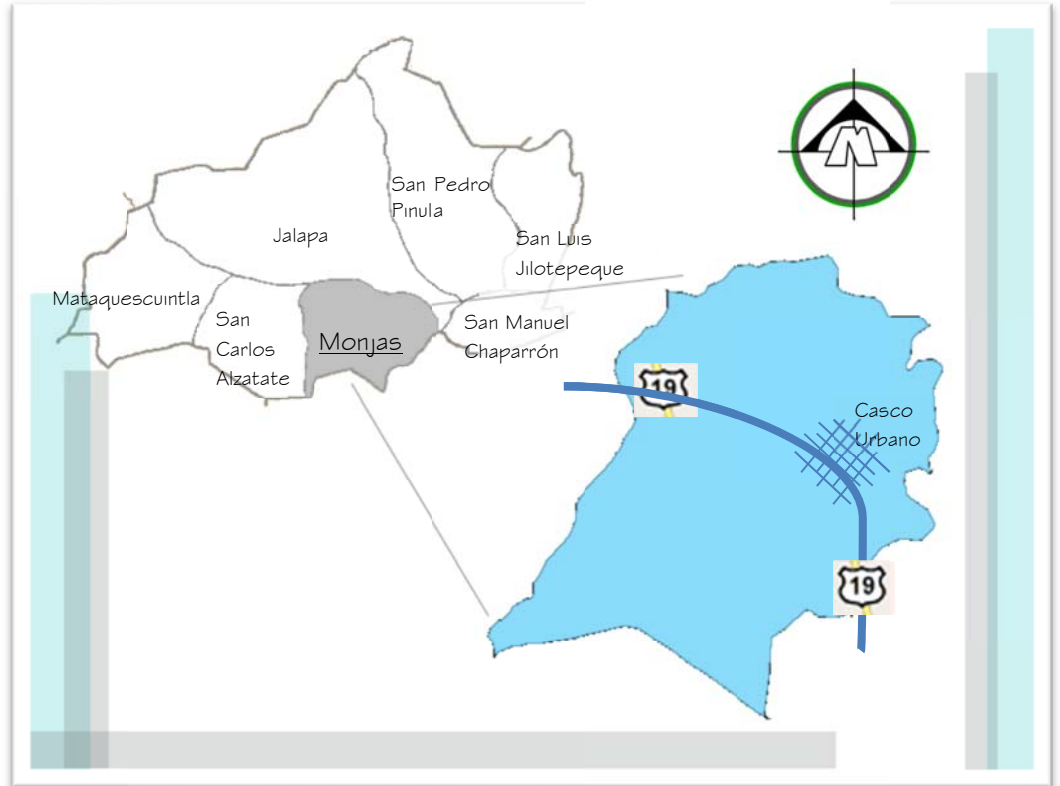 San Pedro
Pinula
Jalapa
San Luis
Jilotepeque
Mataquescuintla
San
Carlos
Alzatate
Monjas
San Manuel
Chaparrón
19
Casco
Urbano
19